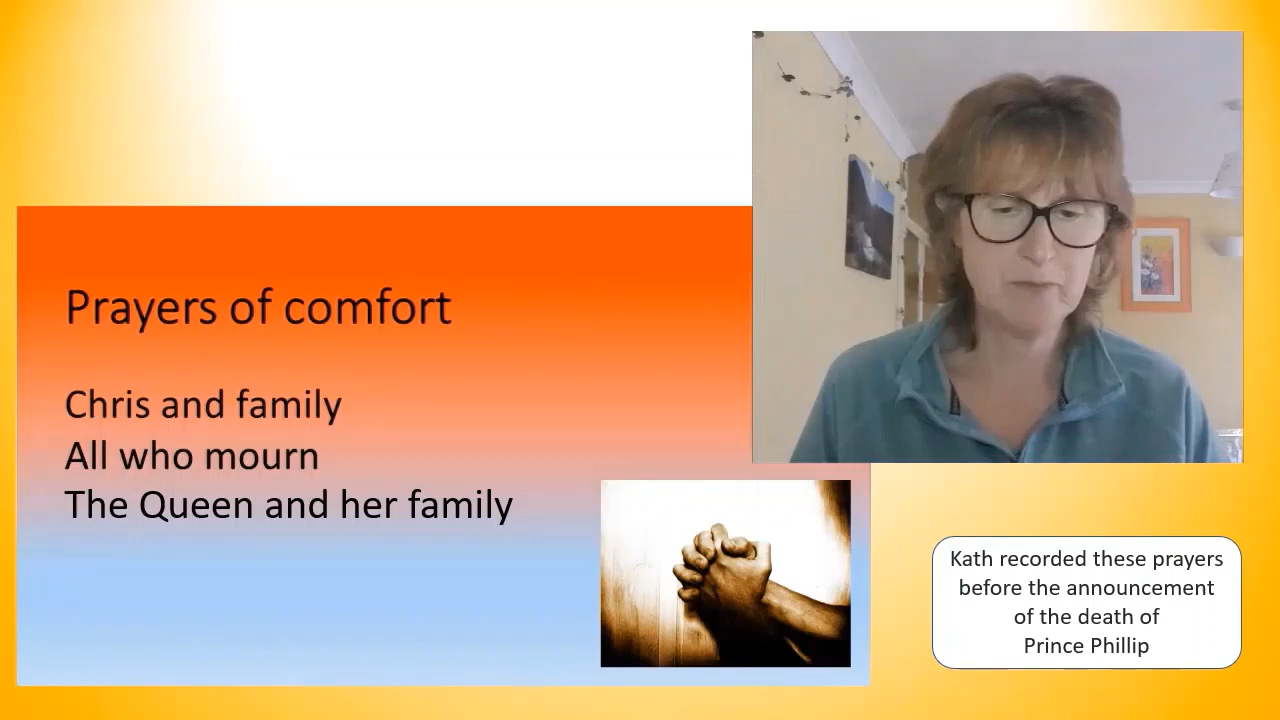 Prayers of comfort
Chris and family
All who mourn
The Queen and her family
Kath recorded these prayers
before the announcement
of the death of
Prince Phillip